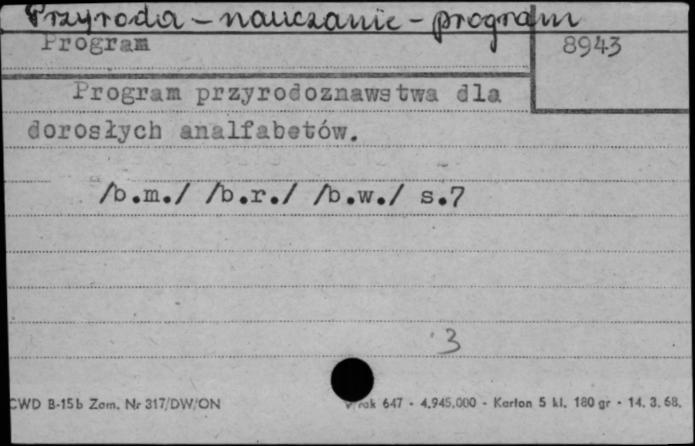 Przyroda - nauczanie - program
Program
8943
Program przyrodoznawstwa dla
dorosłych analfabetów.
/b.m./ /b.r./ /b.w./ s.7
3
CWD B-15b Zam. Nr 317/DW/ON
647 - 4.945.000 - Karton 5 kl. 180 gr - 14. 3. 68.